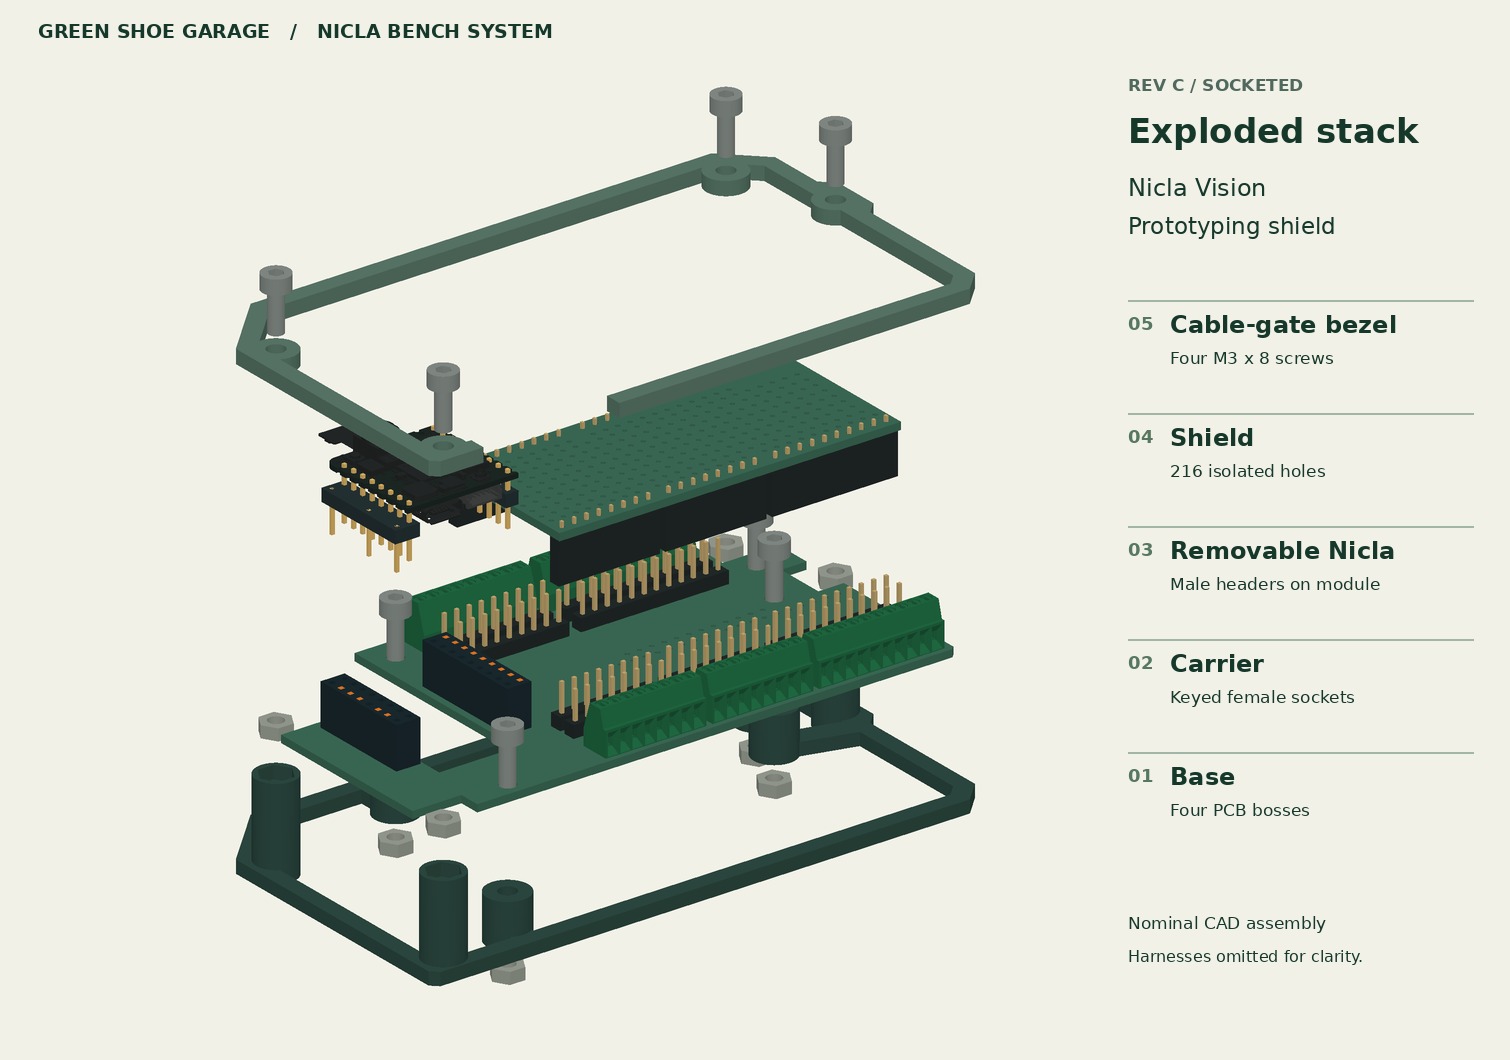 GREEN SHOE GARAGE / NICLA BENCH SYSTEM
REV C / SOCKETED
Exploded stack
Nicla Vision
Prototyping shield
05 Cable-gate bezel
Four M3 x 8 screws
04 Shield
216 isolated holes
03 Removable Nicla
Male headers on module
02 Carrier
Keyed female sockets
01 Base
Four PCB bosses
Nominal CAD assembly
Harnesses omitted for clarity.